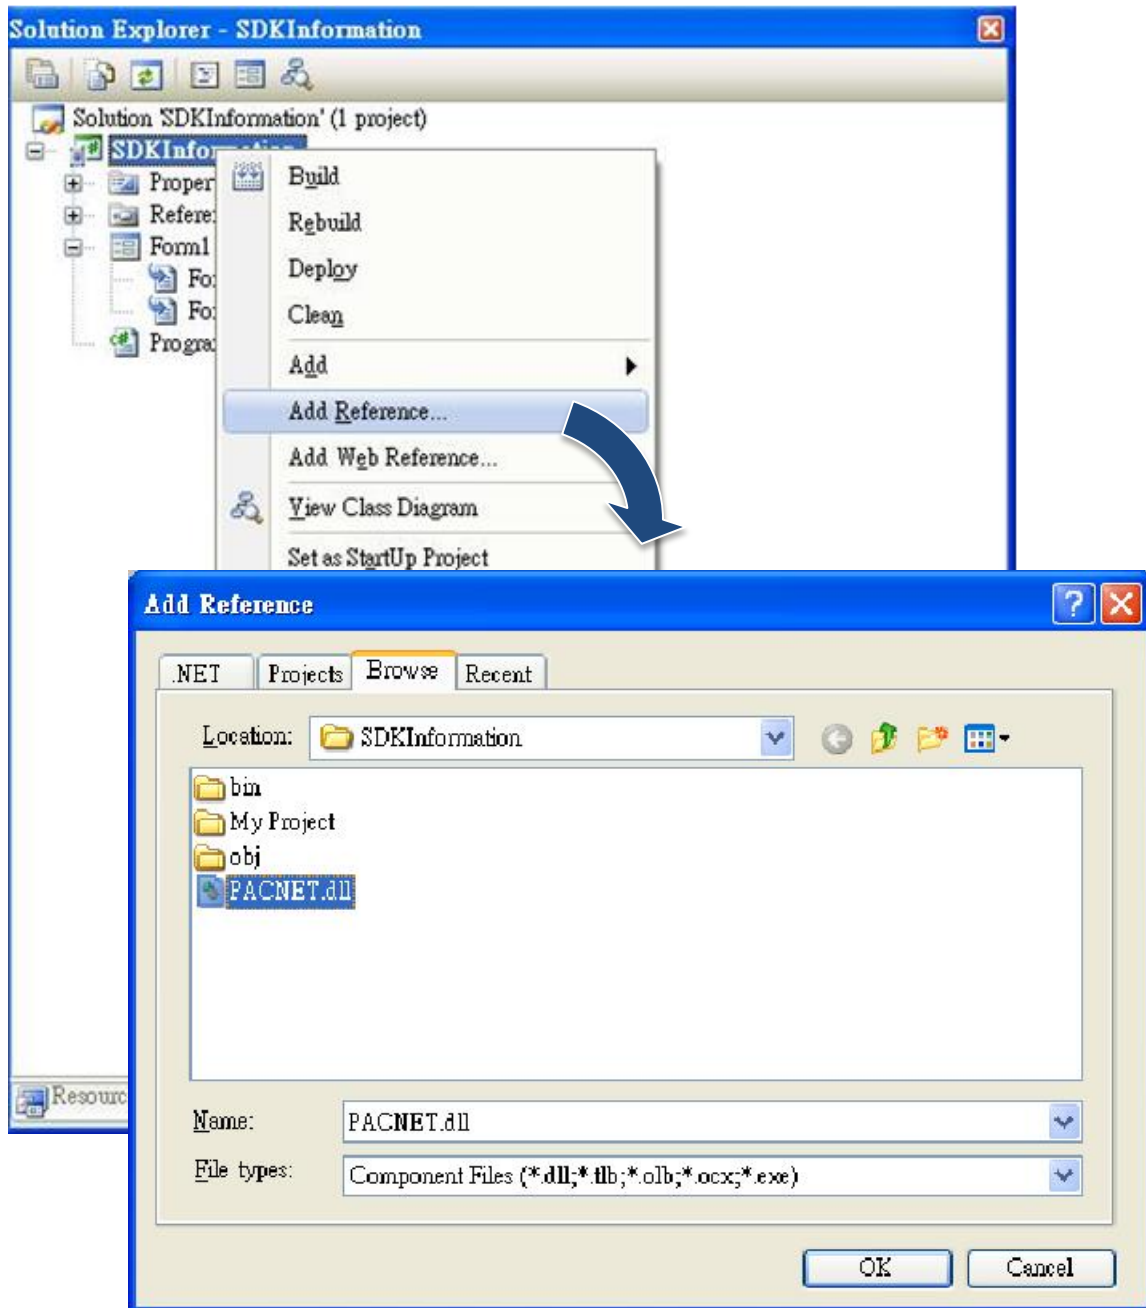 Solution Explorer - SDKInformation
Solution 'SDKInformation' (1 project)
SDKInformation
Proper
Refere
Form1
Fo
Fo
Progra
Build
Rebuild
Deploy
Clean
Add
Add Reference...
Add Web Reference...
View Class Diagram
Set as StartUp Project
Resourc
Add Reference
.NET Projects Browse Recent
Location: SDKInformation
bin
My Project
obj
PACNET.dll
Name: PACNET.dll
File types: Component Files (*.dll;*.tlb;*.olb;*.ocx;*.exe)
OK Cancel